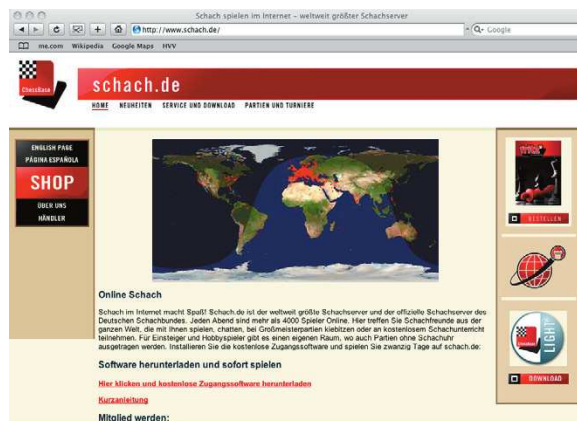 Schach spielen im Internet – weltweit größter Schachserver
http://www.schach.de/
Q- Google
me.com Wikipedia Google Maps HVV
ChessBase
schach.de
HOME NEUHEITEN SERVICE UND DOWNLOAD PARTIEN UND TURNIERE
ENGLISH PAGE
PÁGINA ESPAÑOLA
SHOP
ÜBER UNS
HÄNDLER
BESTELLEN
LIGHT
DOWNLOAD
Online Schach
Schach im Internet macht Spaß! Schach.de ist der weltweit größte Schachserver und der offizielle Schachserver des
Deutschen Schachbundes. Jeden Abend sind mehr als 4000 Spieler Online. Hier treffen Sie Schachfreunde aus der
ganzen Welt, die mit Ihnen spielen, chatten, bei Großmeisterpartien kiebitzen oder an kostenlosem Schachunterricht
teilnehmen. Für Einsteiger und Hobbyspieler gibt es einen eigenen Raum, wo auch Partien ohne Schachuhr
ausgetragen werden. Installieren Sie die kostenlose Zugangssoftware und spielen Sie zwanzig Tage auf schach.de:
Software herunterladen und sofort spielen
Hier klicken und kostenlose Zugangssoftware herunterladen
Kurzanleitung
Mitglied werden: